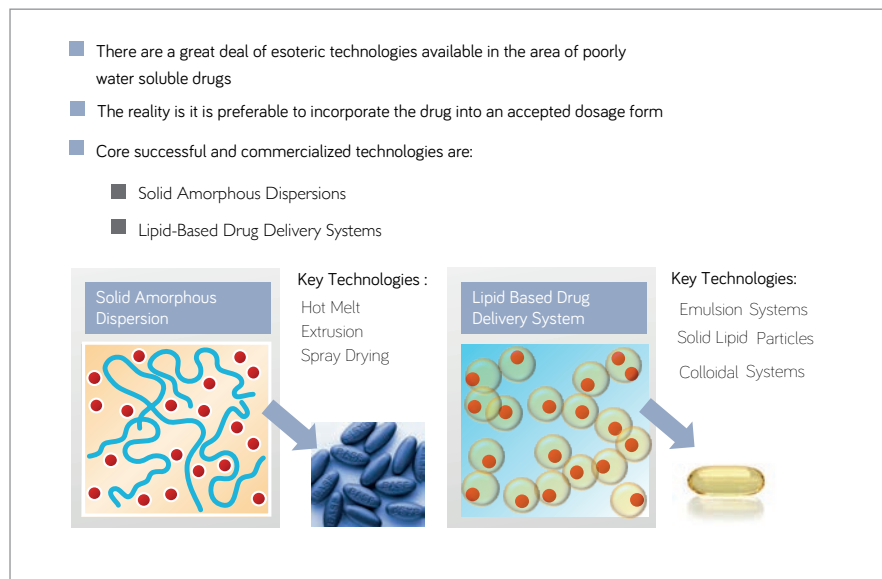 There are a great deal of esoteric technologies available in the area of poorly
water soluble drugs
The reality is it is preferable to incorporate the drug into an accepted dosage form
Core successful and commercialized technologies are:
Solid Amorphous Dispersions
Lipid-Based Drug Delivery Systems
Solid Amorphous
Dispersion
Key Technologies :
Hot Melt
Extrusion
Spray Drying
Lipid Based Drug
Delivery System
Key Technologies:
Emulsion Systems
Solid Lipid Particles
Colloidal Systems